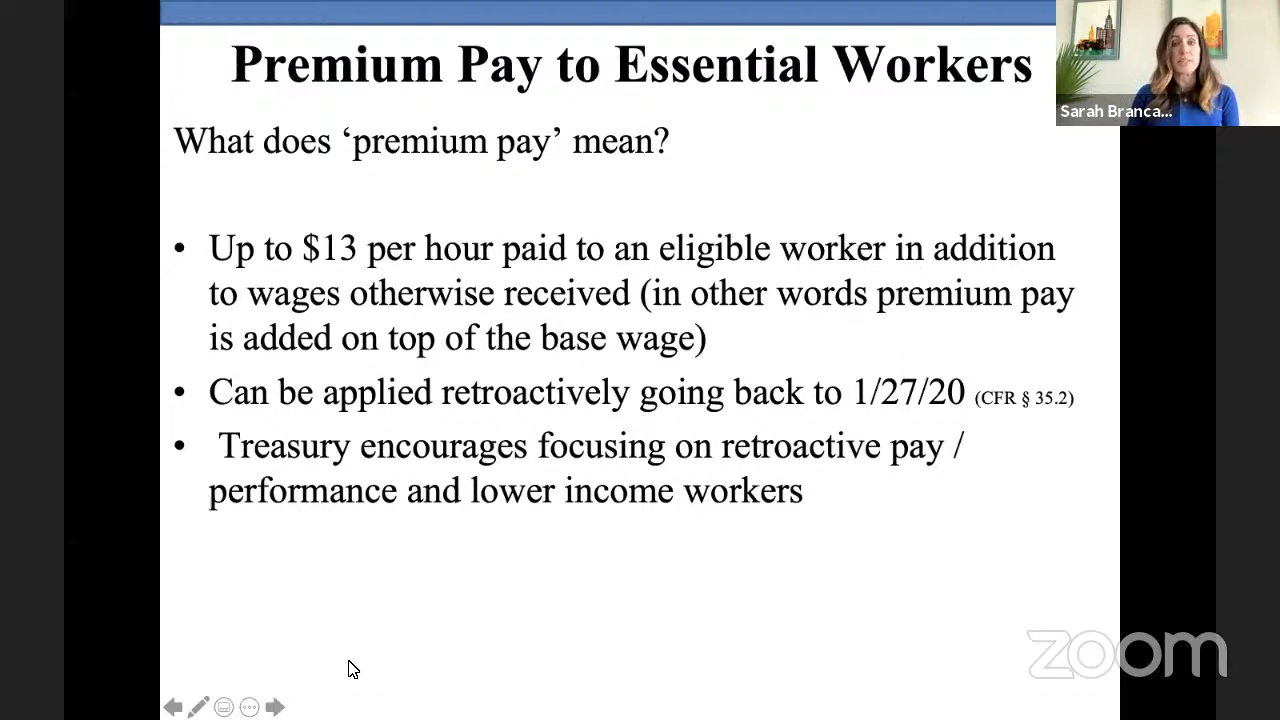 Premium Pay to Essential Workers
Sarah Branca...
What does ‘premium pay’ mean?
• Up to $13 per hour paid to an eligible worker in addition
to wages otherwise received (in other words premium pay
is added on top of the base wage)
• Can be applied retroactively going back to 1/27/20 (CFR § 35.2)
• Treasury encourages focusing on retroactive pay /
performance and lower income workers
zoom